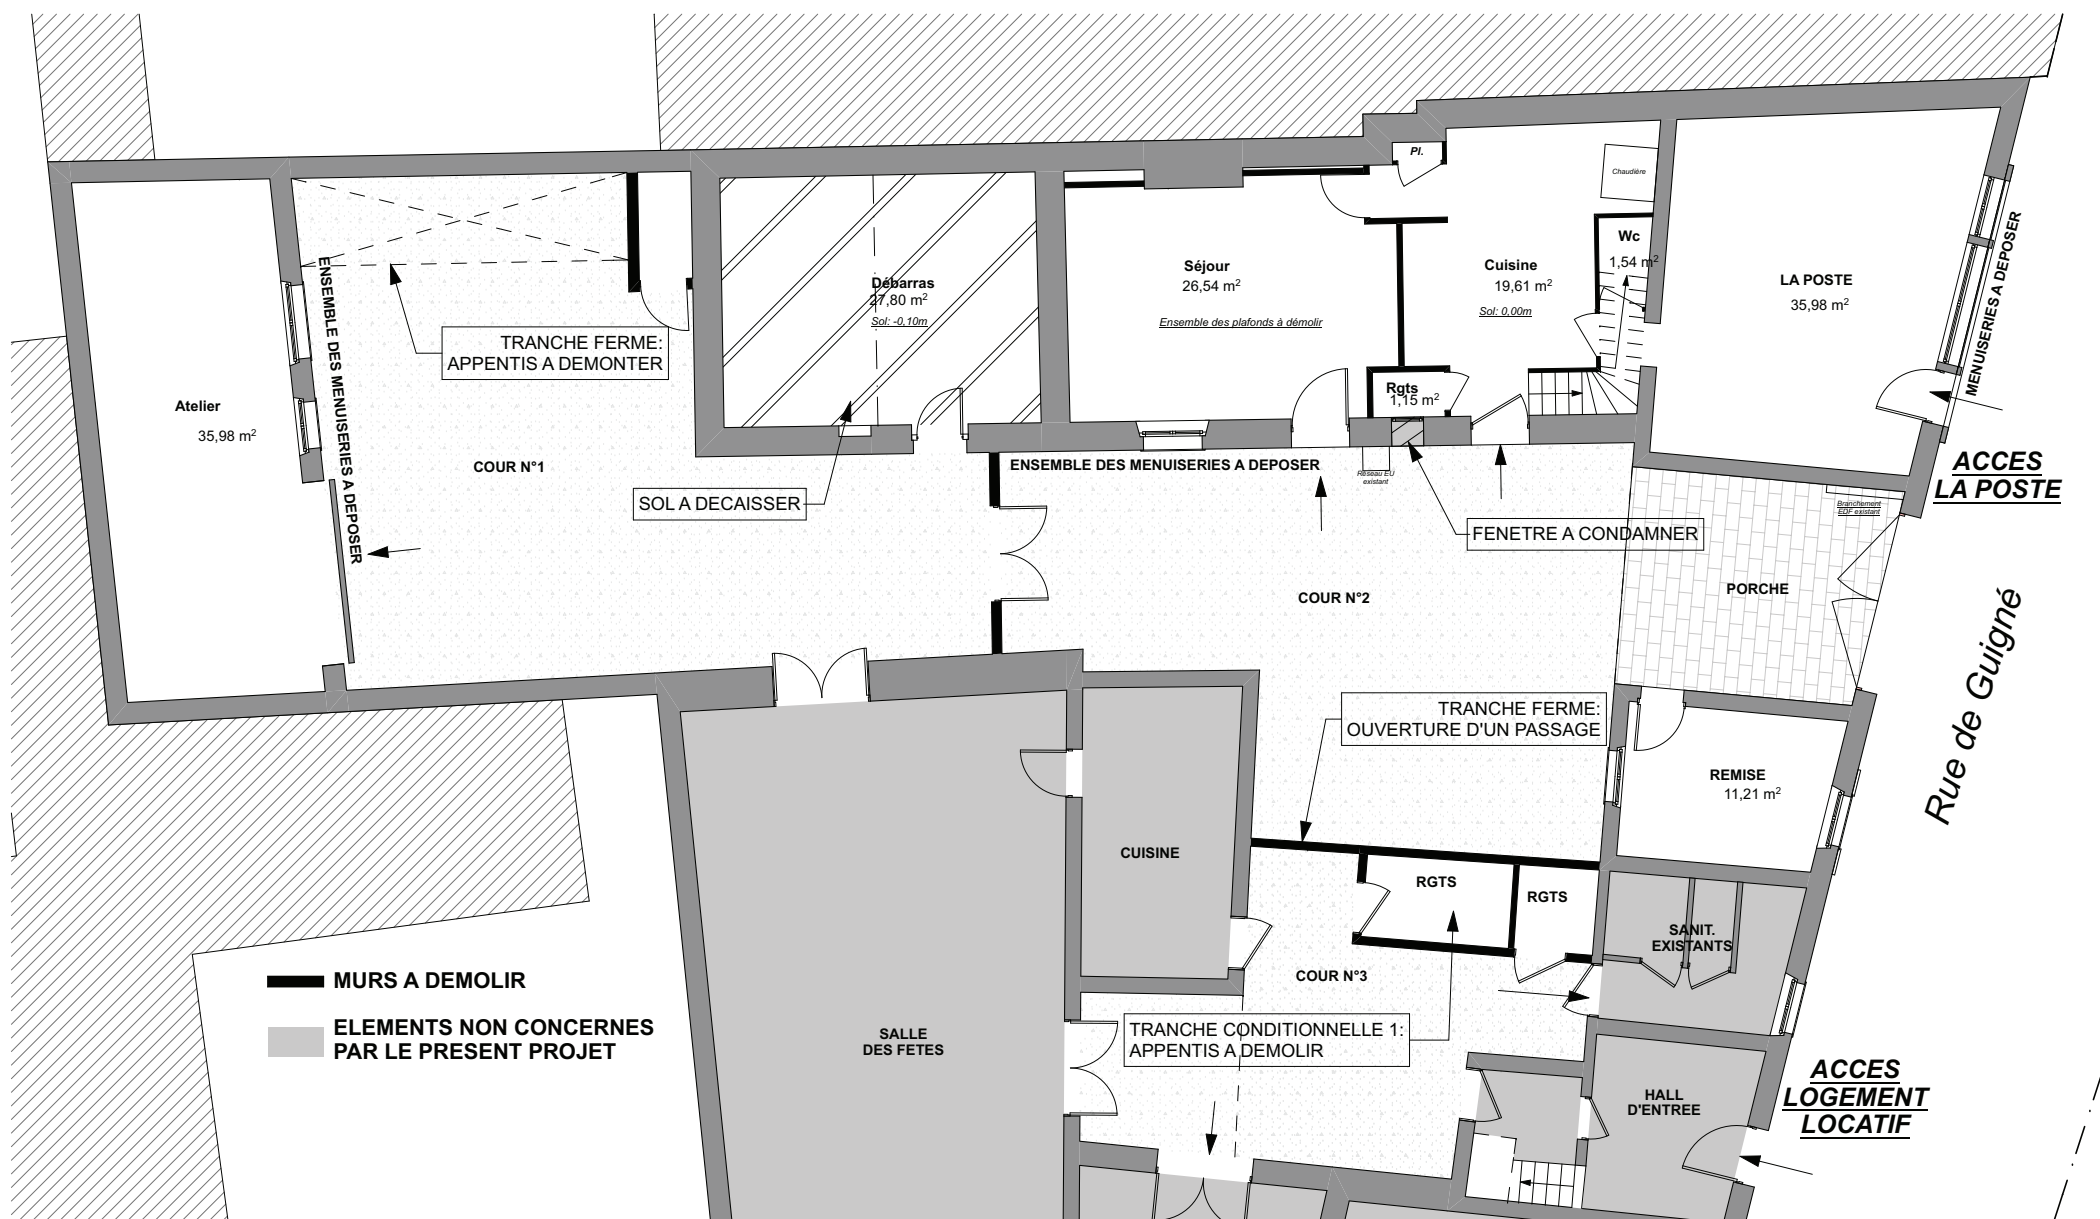 Pl.
Chaudière
Wc
1,54 m²
Séjour
26,54 m²
Ensemble des plafonds à démolir
Cuisine
19,61 m²
Sol: 0,00m
LA POSTE
35,98 m²
MENUISERIES A DEPOSER
Débarras
27,80 m²
Sol: -0,10m
ENSEMBLE DES MENUISERIES A DEPOSER
TRANCHE FERME:
APPENTIS A DEMONTER
Rgts
1,15 m²
Atelier
35,98 m²
COUR N°1
ENSEMBLE DES MENUISERIES A DEPOSER
Réseau EU
existant
ACCES
LA POSTE
SOL A DECAISSER
Branchement
EDF existant
FENETRE A CONDAMNER
COUR N°2
PORCHE
Rue de Guigné
TRANCHE FERME:
OUVERTURE D'UN PASSAGE
REMISE
11,21 m²
CUISINE
RGTS
RGTS
SANIT.
EXISTANTS
MURS A DEMOLIR
COUR N°3
ELEMENTS NON CONCERNES
PAR LE PRESENT PROJET
SALLE
DES FETES
TRANCHE CONDITIONNELLE 1:
APPENTIS A DEMOLIR
HALL
D'ENTREE
ACCES
LOGEMENT
LOCATIF